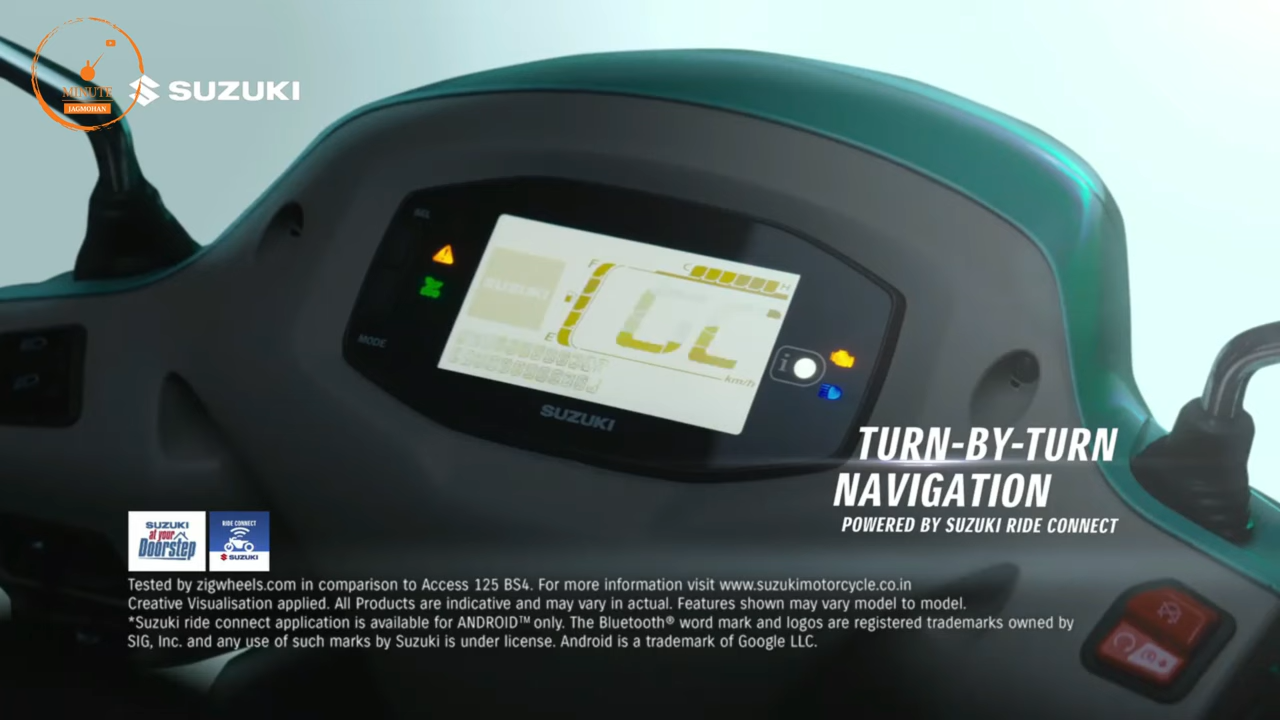 MINUTE
JAGMOHAN
SUZUKI
SEL
MODE
SUZUKI
F
E
C
H
km/h
i
SUZUKI
TURN-BY-TURN
NAVIGATION
POWERED BY SUZUKI RIDE CONNECT
SUZUKI
at your
Doorstep
RIDE CONNECT
SUZUKI
Tested by zigwheels.com in comparison to Access 125 BS4. For more information visit www.suzukimotorcycle.co.in
Creative Visualisation applied. All Products are indicative and may vary in actual. Features shown may vary model to model.
*Suzuki ride connect application is available for ANDROID™ only. The Bluetooth® word mark and logos are registered trademarks owned by
SIG, Inc. and any use of such marks by Suzuki is under license. Android is a trademark of Google LLC.